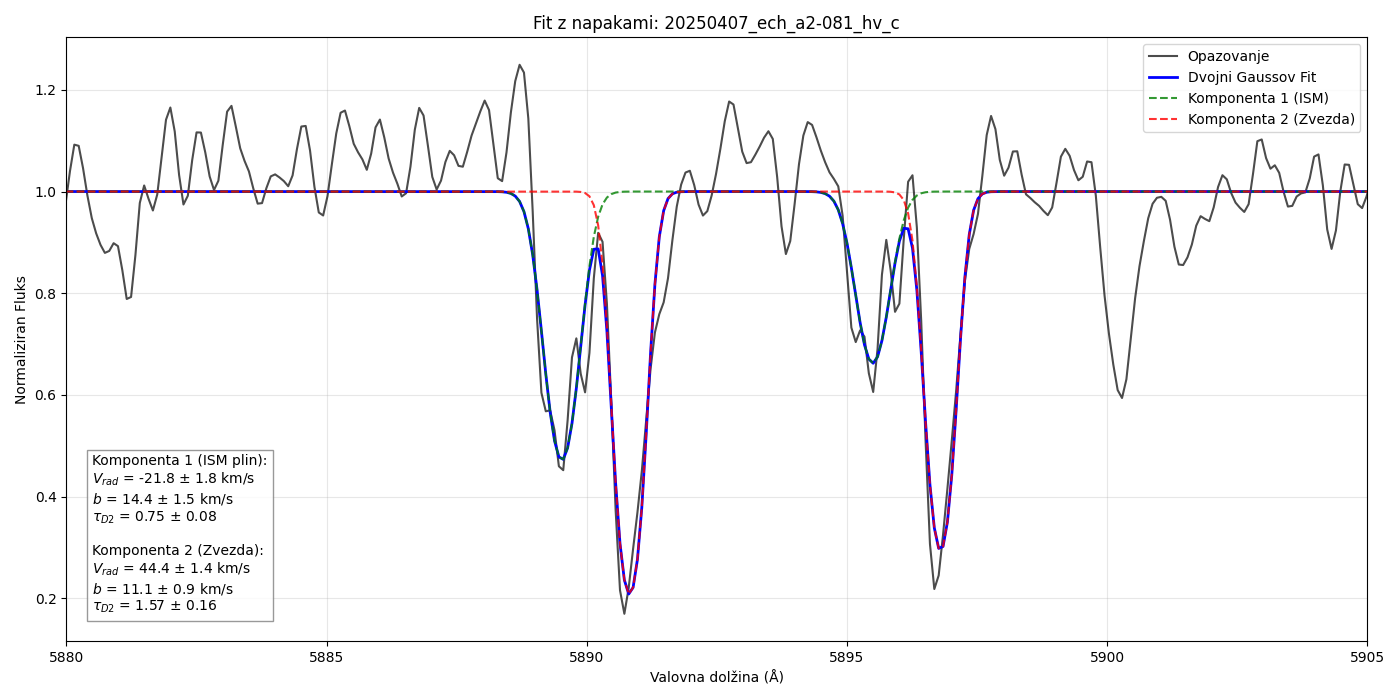 Fit z napakami: 20250407_ech_a2-081_hv_c
Normaliziran Fluks
1.2
1.0
0.8
0.6
0.4
0.2
Opazovanje
Dvojni Gaussov Fit
Komponenta 1 (ISM)
Komponenta 2 (Zvezda)
Komponenta 1 (ISM plin):
V_rad = -21.8 ± 1.8 km/s
b = 14.4 ± 1.5 km/s
τ_D2 = 0.75 ± 0.08
Komponenta 2 (Zvezda):
V_rad = 44.4 ± 1.4 km/s
b = 11.1 ± 0.9 km/s
τ_D2 = 1.57 ± 0.16
5880 5885 5890 5895 5900 5905
Valovna dolžina (Å)